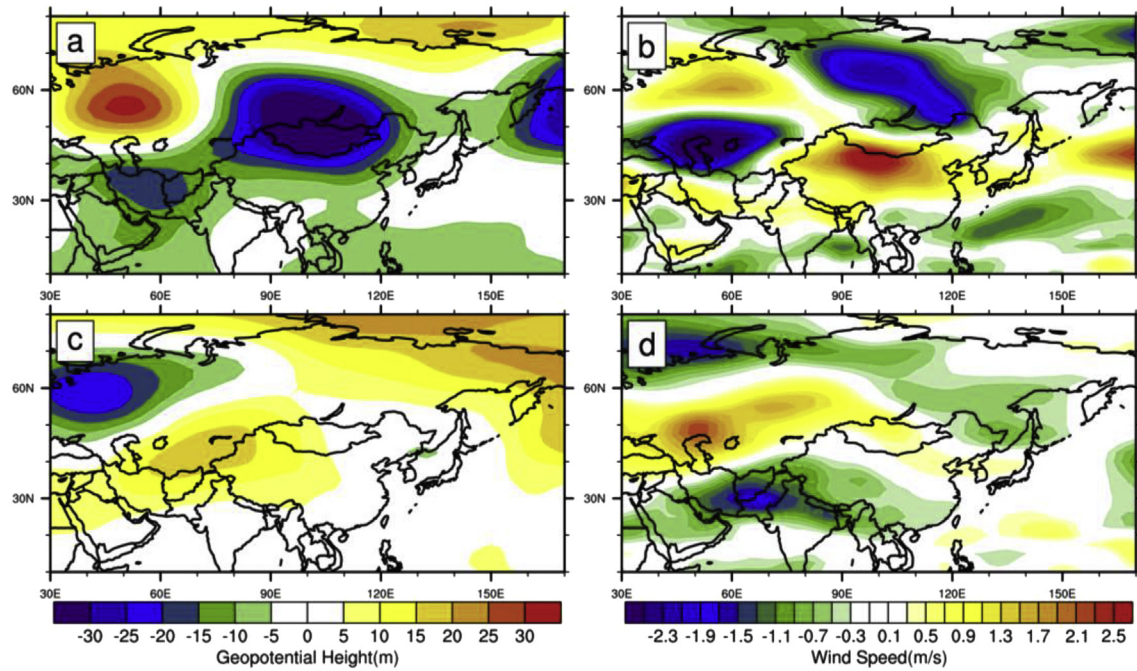 a
b
60N
30N
60N
30N
30E 60E 90E 120E 150E
30E 60E 90E 120E 150E
c
d
60N
30N
60N
30N
30E 60E 90E 120E 150E
30E 60E 90E 120E 150E
-30 -25 -20 -15 -10 -5 0 5 10 15 20 25 30
Geopotential Height(m)
-2.3 -1.9 -1.5 -1.1 -0.7 -0.3 0.1 0.5 0.9 1.3 1.7 2.1 2.5
Wind Speed(m/s)